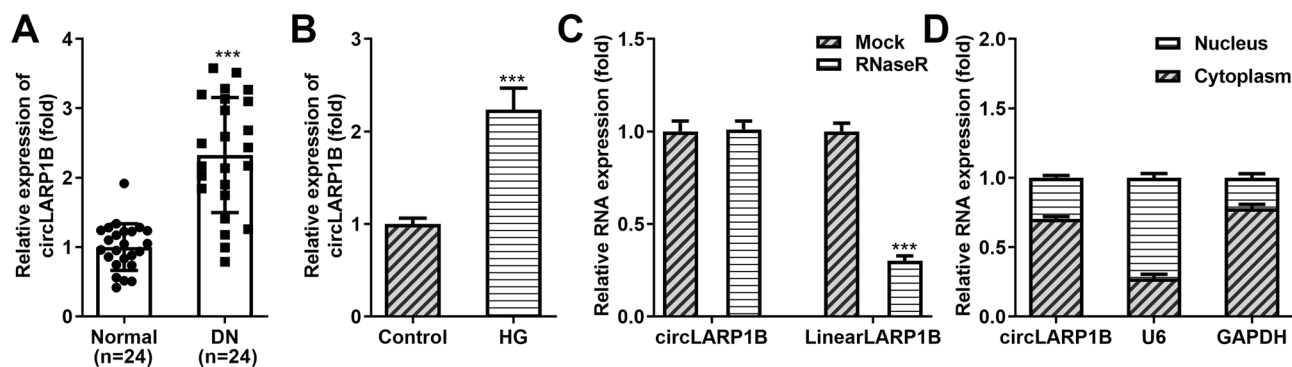 A
Relative expression of
circLARP1B (fold)
4
3
2
1
0
***
Normal
(n=24)
DN
(n=24)
B
Relative expression of
circLARP1B (fold)
3
2
1
0
***
Control
HG
C
Relative RNA expression (fold)
1.5
1.0
0.5
0.0
Mock
RNaseR
***
circLARP1B
LinearLARP1B
D
Relative RNA expression (fold)
2.0
1.5
1.0
0.5
0.0
Nucleus
Cytoplasm
circLARP1B
U6
GAPDH